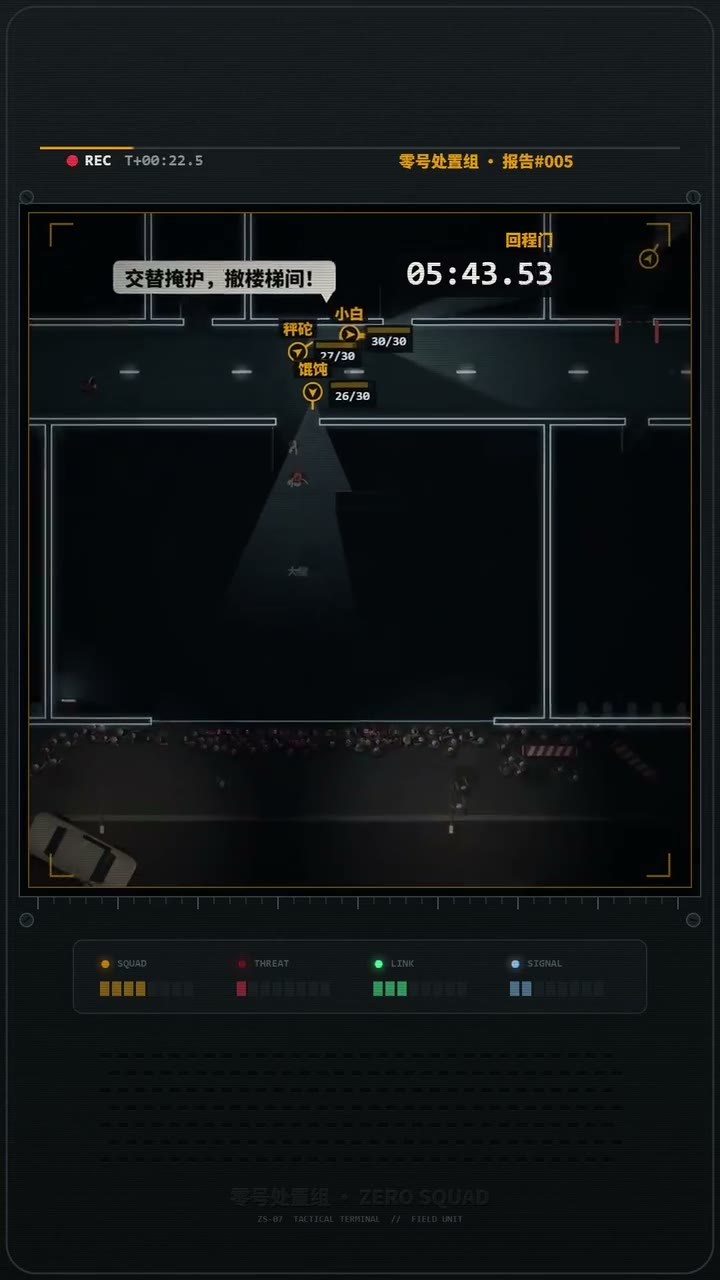 REC T+00:22.5
零号处置组 • 报告#005
回程门
05:43.53
交替掩护，撤楼梯间！
小白
30/30
秤砣
27/30
馄饨
26/30
SQUAD
THREAT
LINK
SIGNAL
零号处置组 • ZERO SQUAD
ZS-07 TACTICAL TERMINAL // FIELD UNIT